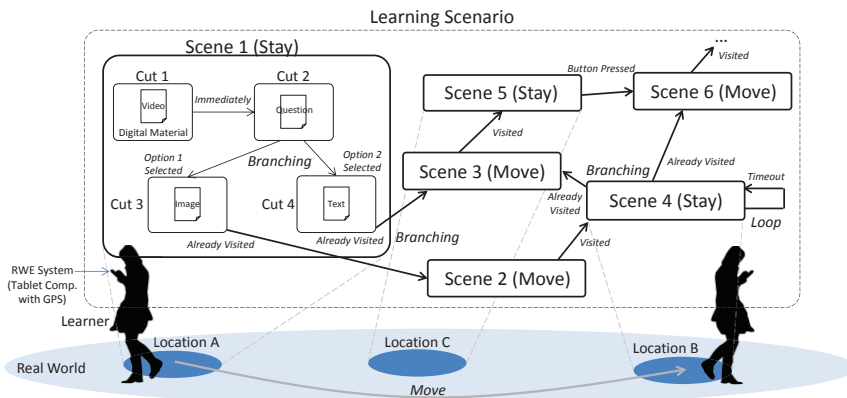 Learning Scenario
Scene 1 (Stay)
Cut 1
Cut 2
Video
Digital Material
Immediately
Question
Option 1
Selected
Branching
Option 2
Selected
Cut 3
Image
Cut 4
Text
Already Visited
Already Visited
Branching
Scene 5 (Stay)
Button Pressed
Scene 6 (Move)
...
Visited
Visited
Scene 3 (Move)
Already Visited
Branching
Already
Visited
Scene 4 (Stay)
Timeout
Loop
Visited
Scene 2 (Move)
RWE System
(Tablet Comp.
with GPS)
Learner
Location A
Location C
Location B
Real World
Move